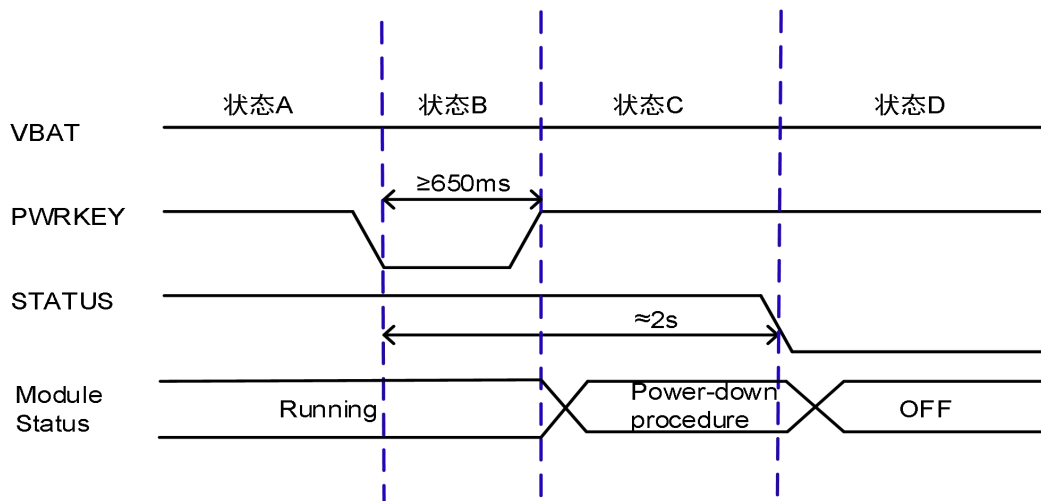 状态A
状态B
状态C
状态D
VBAT
≥650ms
PWRKEY
STATUS
≈2s
Module
Status
Running
Power-down
procedure
OFF